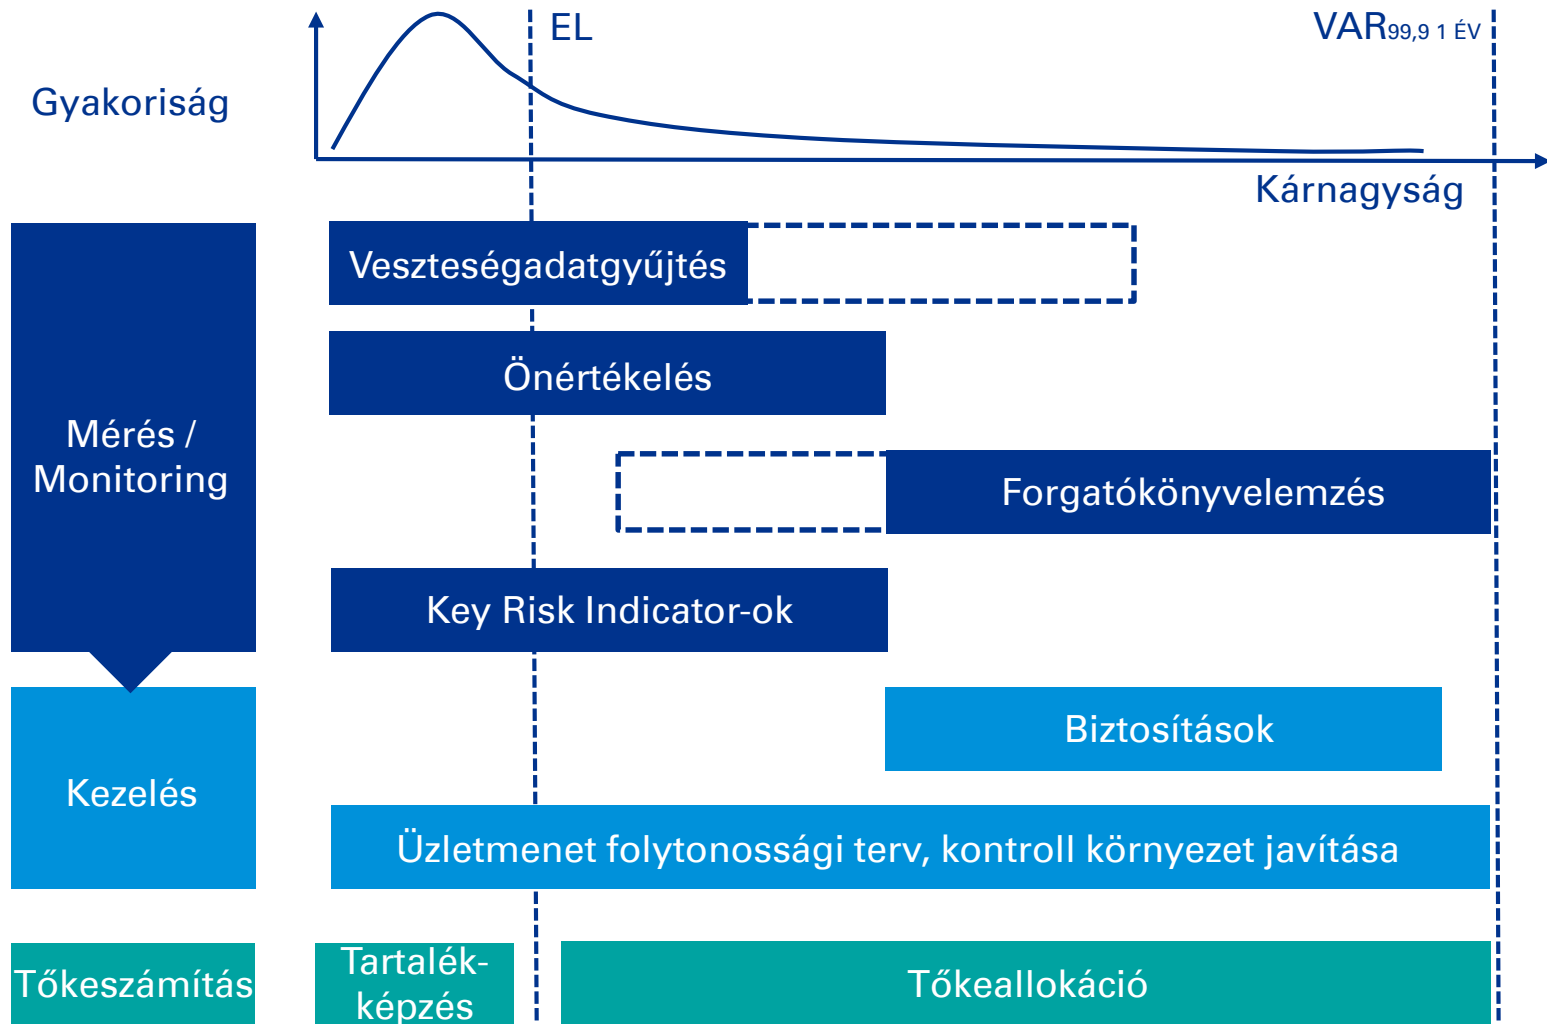 EL
VAR99,9 1 ÉV
Gyakoriság
Kárnagyság
Mérés /
Monitoring
Veszteségadatgyűjtés
Önértékelés
Forgatókönyvelemzés
Key Risk Indicator-ok
Kezelés
Biztosítások
Üzletmenet folytonossági terv, kontroll környezet javítása
Tőkeszámítás
Tartalék-
képzés
Tőkeallokáció